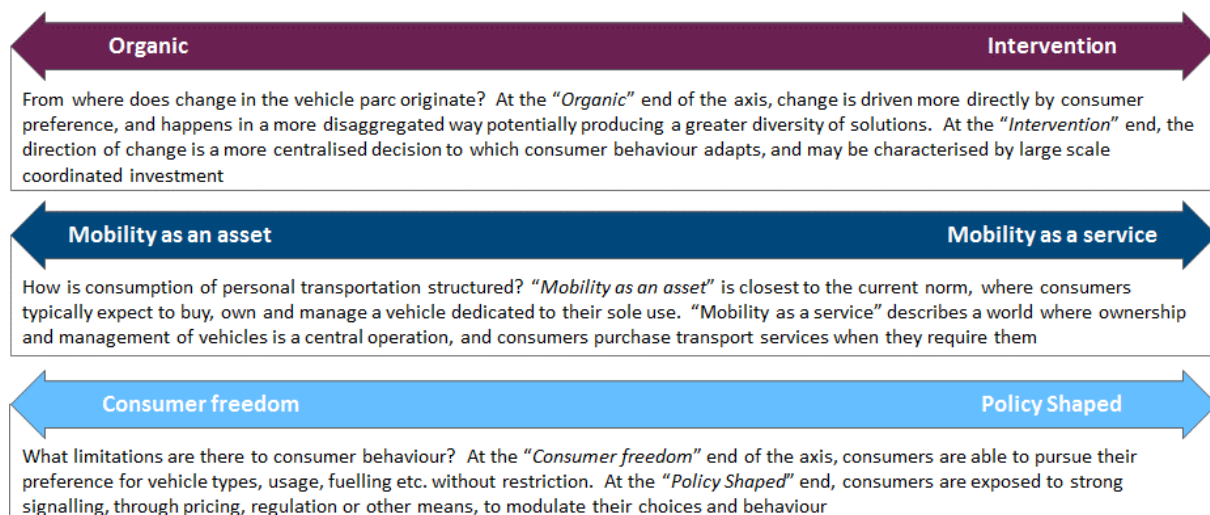 Organic Intervention
From where does change in the vehicle parc originate? At the “Organic” end of the axis, change is driven more directly by consumer
preference, and happens in a more disaggregated way potentially producing a greater diversity of solutions. At the “Intervention” end, the
direction of change is a more centralised decision to which consumer behaviour adapts, and may be characterised by large scale
coordinated investment
Mobility as an asset Mobility as a service
How is consumption of personal transportation structured? “Mobility as an asset” is closest to the current norm, where consumers
typically expect to buy, own and manage a vehicle dedicated to their sole use. “Mobility as a service” describes a world where ownership
and management of vehicles is a central operation, and consumers purchase transport services when they require them
Consumer freedom Policy Shaped
What limitations are there to consumer behaviour? At the “Consumer freedom” end of the axis, consumers are able to pursue their
preference for vehicle types, usage, fuelling etc. without restriction. At the “Policy Shaped” end, consumers are exposed to strong
signalling, through pricing, regulation or other means, to modulate their choices and behaviour